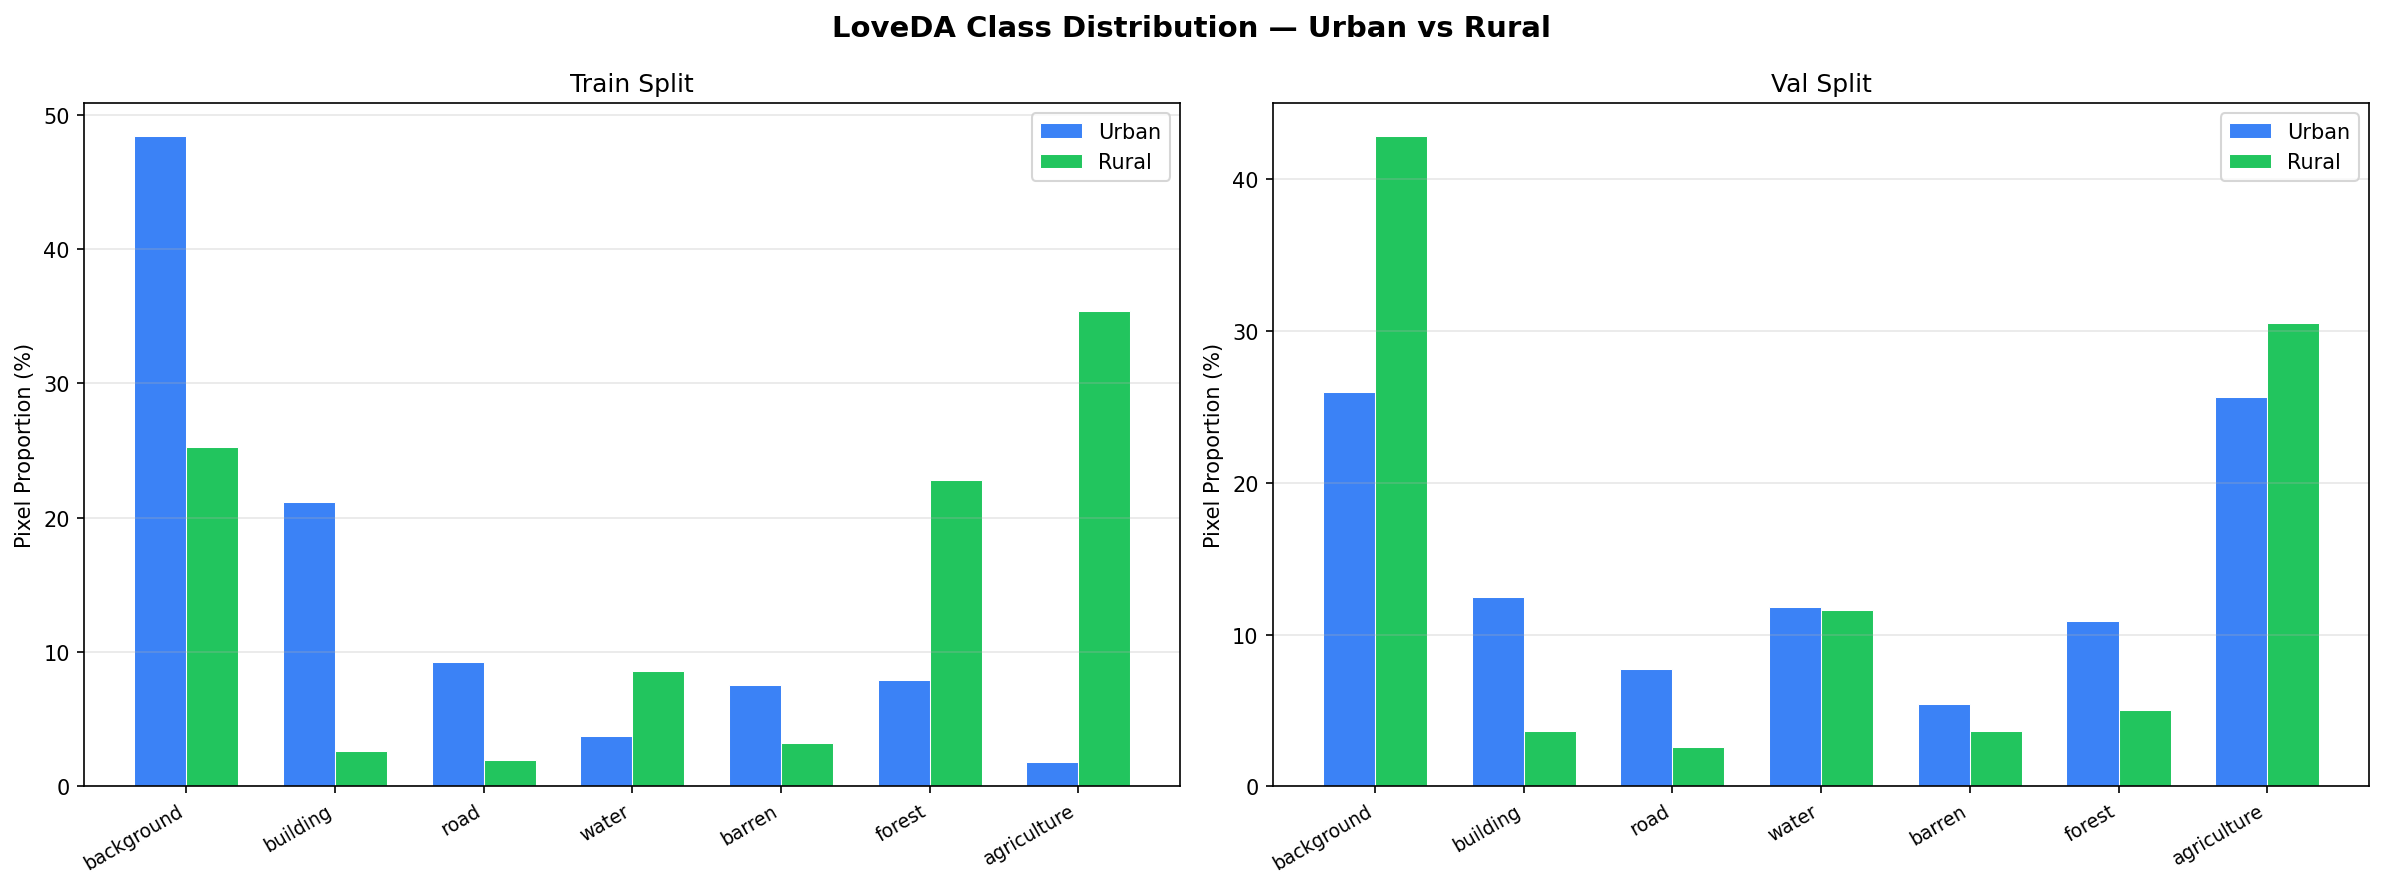 LoveDA Class Distribution — Urban vs Rural
Train Split
Pixel Proportion (%)
50
40
30
20
10
0
Urban
Rural
background
building
road
water
barren
forest
agriculture
Val Split
Pixel Proportion (%)
40
30
20
10
0
Urban
Rural
background
building
road
water
barren
forest
agriculture